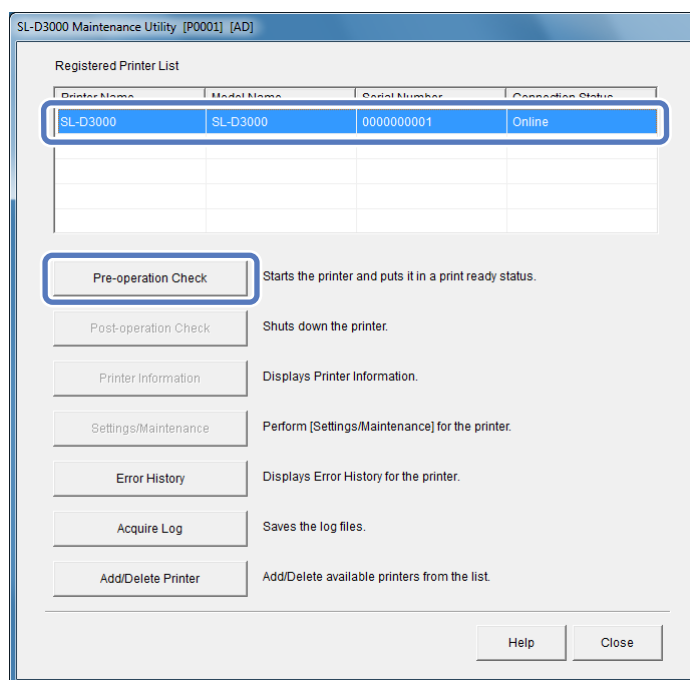 SL-D3000 Maintenance Utility [P0001] [AD]
Registered Printer List
Printer Name Model Name Serial Number Connection Status
SL-D3000 SL-D3000 0000000001 Online
Pre-operation Check Starts the printer and puts it in a print ready status.
Post-operation Check Shuts down the printer.
Printer Information Displays Printer Information.
Settings/Maintenance Perform [Settings/Maintenance] for the printer.
Error History Displays Error History for the printer.
Acquire Log Saves the log files.
Add/Delete Printer Add/Delete available printers from the list.
Help Close